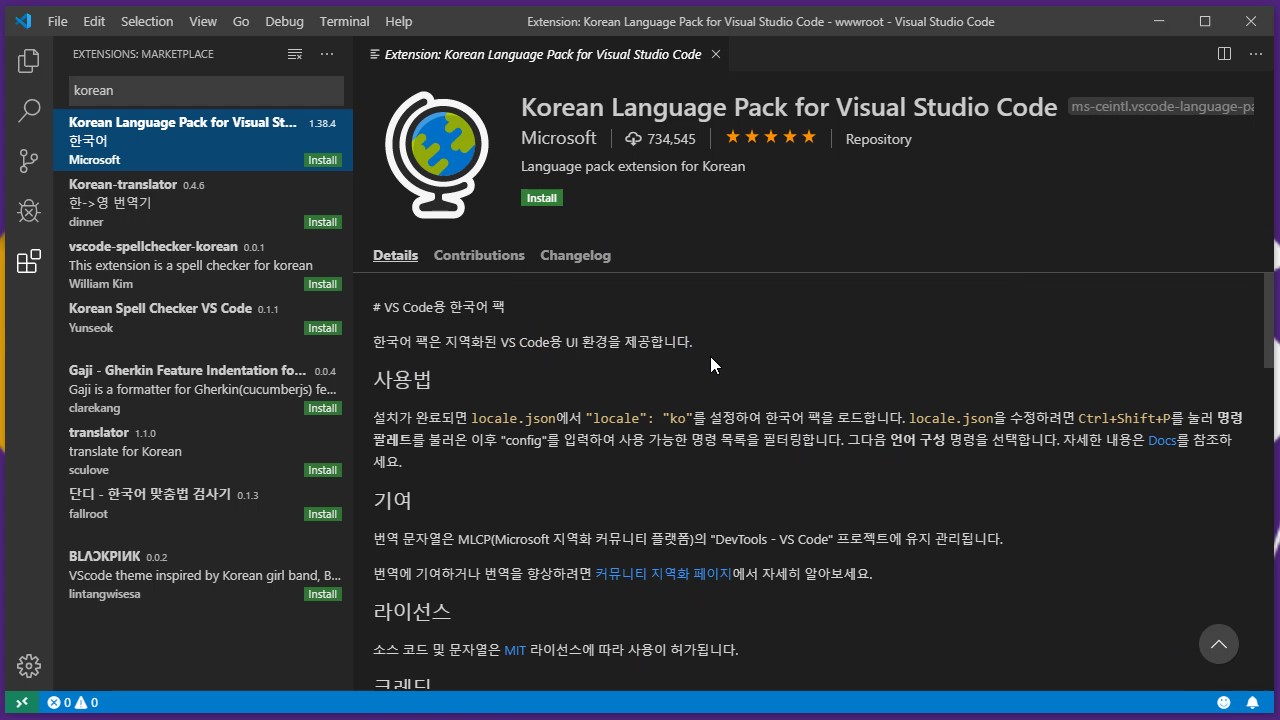 File Edit Selection View Go Debug Terminal Help
Extension: Korean Language Pack for Visual Studio Code - wwwroot - Visual Studio Code
EXTENSIONS: MARKETPLACE
korean
Korean Language Pack for Visual St... 1.38.4
한국어
Microsoft Install
Korean-translator 0.4.6
한->영 번역기
dinner Install
vscode-spellchecker-korean 0.0.1
This extension is a spell checker for korean
William Kim Install
Korean Spell Checker VS Code 0.1.1
Yunseok Install
Gaji - Gherkin Feature Indentation fo... 0.0.4
Gaji is a formatter for Gherkin(cucumberjs) fe...
clarekang Install
translator 1.1.0
translate for Korean
sculove Install
단디 - 한국어 맞춤법 검사기 0.1.3
fallroot Install
BLΛƆKPIИK 0.0.2
VScode theme inspired by Korean girl band, B...
lintangwisesa Install
Extension: Korean Language Pack for Visual Studio Code
Korean Language Pack for Visual Studio Code ms-ceintl.vscode-language-pa
Microsoft 734,545 Repository
Language pack extension for Korean
Install
Details Contributions Changelog
# VS Code용 한국어 팩
한국어 팩은 지역화된 VS Code용 UI 환경을 제공합니다.
사용법
설치가 완료되면 locale.json에서 "locale": "ko"를 설정하여 한국어 팩을 로드합니다. locale.json을 수정하려면 Ctrl+Shift+P를 눌러 명령
팔레트를 불러온 이후 "config"를 입력하여 사용 가능한 명령 목록을 필터링합니다. 그다음 언어 구성 명령을 선택합니다. 자세한 내용은 Docs를 참조하
세요.
기여
번역 문자열은 MLCP(Microsoft 지역화 커뮤니티 플랫폼)의 "DevTools - VS Code" 프로젝트에 유지 관리됩니다.
번역에 기여하거나 번역을 향상하려면 커뮤니티 지역화 페이지에서 자세히 알아보세요.
라이선스
소스 코드 및 문자열은 MIT 라이선스에 따라 사용이 허가됩니다.
0 0